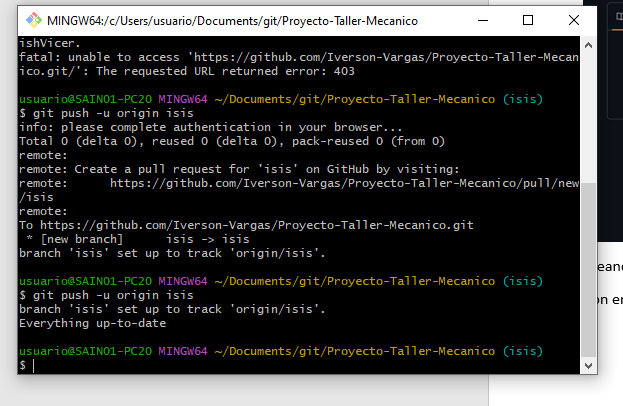 MINGW64:/c/Users/usuario/Documents/git/Proyecto-Taller-Mecanico
ishVicer.
fatal: unable to access 'https://github.com/Iverson-Vargas/Proyecto-Taller-Mecan
ico.git/': The requested URL returned error: 403
usuario@SAINO1-PC20 MINGW64 ~/Documents/git/Proyecto-Taller-Mecanico (isis)
$ git push -u origin isis
info: please complete authentication in your browser...
Total 0 (delta 0), reused 0 (delta 0), pack-reused 0 (from 0)
remote:
remote: Create a pull request for 'isis' on GitHub by visiting:
remote:      https://github.com/Iverson-Vargas/Proyecto-Taller-Mecanico/pull/new
/isis
remote:
To https://github.com/Iverson-Vargas/Proyecto-Taller-Mecanico.git
 * [new branch]      isis -> isis
branch 'isis' set up to track 'origin/isis'.
usuario@SAINO1-PC20 MINGW64 ~/Documents/git/Proyecto-Taller-Mecanico (isis)
$ git push -u origin isis
branch 'isis' set up to track 'origin/isis'.
Everything up-to-date
usuario@SAINO1-PC20 MINGW64 ~/Documents/git/Proyecto-Taller-Mecanico (isis)
$